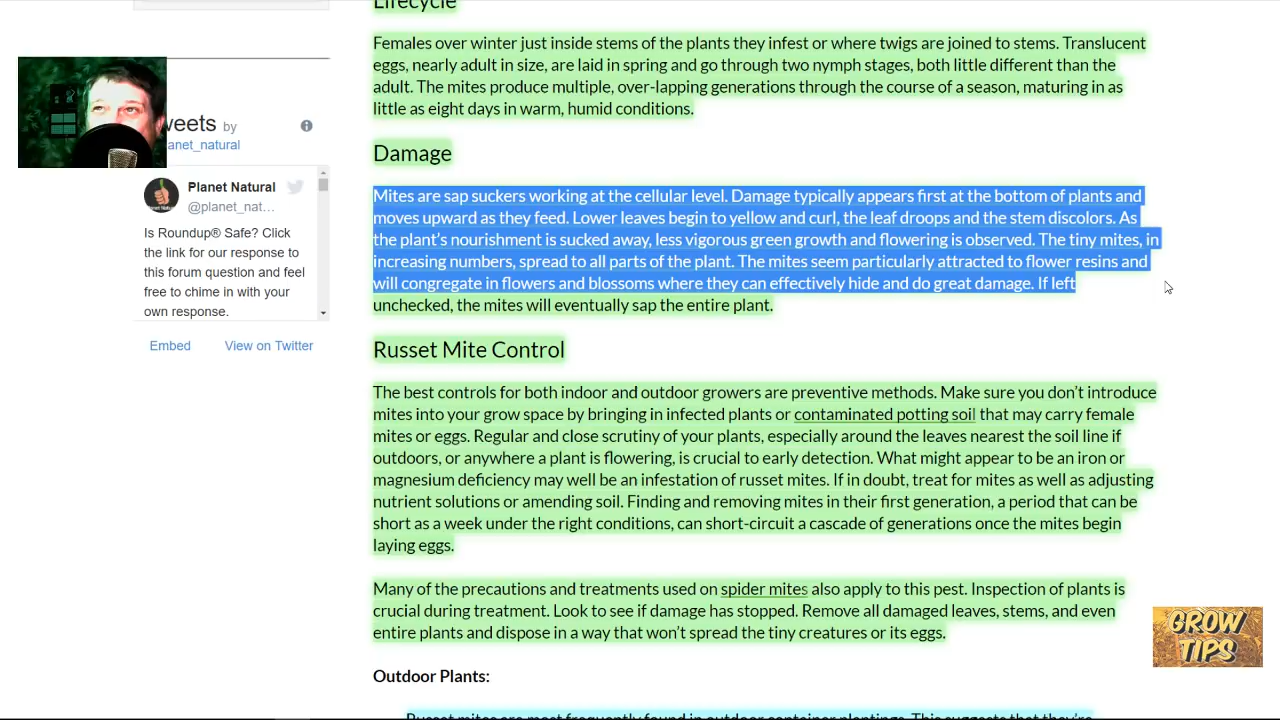 Lifecycle
Females over winter just inside stems of the plants they infest or where twigs are joined to stems. Translucent
eggs, nearly adult in size, are laid in spring and go through two nymph stages, both little different than the
adult. The mites produce multiple, over-lapping generations through the course of a season, maturing in as
little as eight days in warm, humid conditions.
Damage
Mites are sap suckers working at the cellular level. Damage typically appears first at the bottom of plants and
moves upward as they feed. Lower leaves begin to yellow and curl, the leaf droops and the stem discolors. As
the plant's nourishment is sucked away, less vigorous green growth and flowering is observed. The tiny mites, in
increasing numbers, spread to all parts of the plant. The mites seem particularly attracted to flower resins and
will congregate in flowers and blossoms where they can effectively hide and do great damage. If left
unchecked, the mites will eventually sap the entire plant.
Russet Mite Control
The best controls for both indoor and outdoor growers are preventive methods. Make sure you don't introduce
mites into your grow space by bringing in infected plants or contaminated potting soil that may carry female
mites or eggs. Regular and close scrutiny of your plants, especially around the leaves nearest the soil line if
outdoors, or anywhere a plant is flowering, is crucial to early detection. What might appear to be an iron or
magnesium deficiency may well be an infestation of russet mites. If in doubt, treat for mites as well as adjusting
nutrient solutions or amending soil. Finding and removing mites in their first generation, a period that can be
short as a week under the right conditions, can short-circuit a cascade of generations once the mites begin
laying eggs.
Many of the precautions and treatments used on spider mites also apply to this pest. Inspection of plants is
crucial during treatment. Look to see if damage has stopped. Remove all damaged leaves, stems, and even
entire plants and dispose in a way that won't spread the tiny creatures or its eggs.
Outdoor Plants:
Russet mites are most frequently found in outdoor container plantings. This suggests that they're
weets by
anet_natural
Planet Natural
@planet_nat...
Is Roundup® Safe? Click
the link for our response to
this forum question and feel
free to chime in with your
own response.
Embed View on Twitter
GROW
TIPS